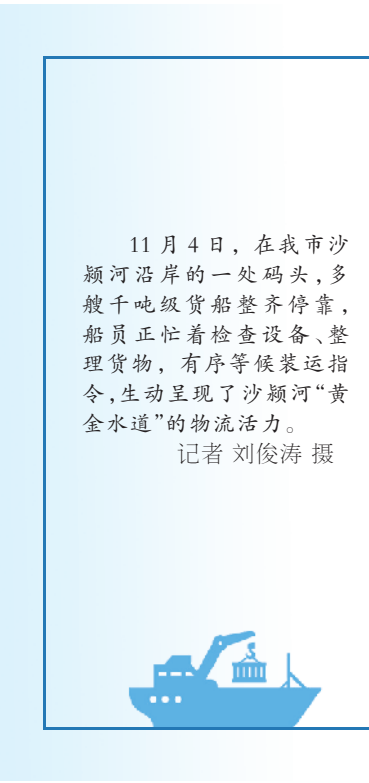 11 月 4 日，在我市沙
颍河沿岸的一处码头,多
艘千吨级货船整齐停靠，
船员正忙着检查设备、整
理货物，有序等候装运指
令,生动呈现了沙颍河“黄
金水道”的物流活力。
记者 刘俊涛 摄